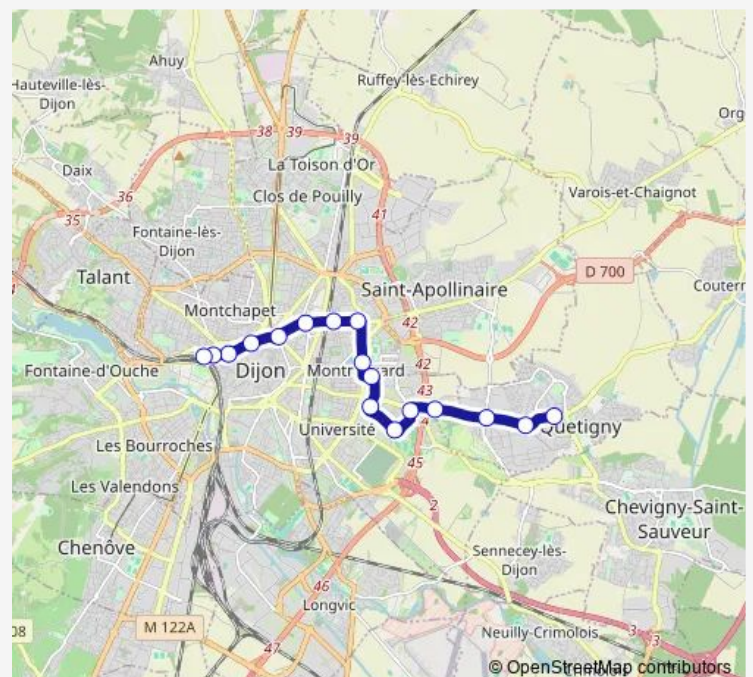 Ahuy
Hauteville-lès-
Dijon
Ruffey-lès-Echirey
Org
38
39
39
La Toison d'Or
Daix
36
Clos de Pouilly
Varois-et-Chaignot
35
41
Fontaine-lès-
Dijon
Talant
D 700
Saint-Apollinaire
Coutern
Montchapet
42
Fontaine-d'Ouche
Dijon
42
43
Université
Quetigny
Les Bourroches
45
Les Valendons
2
Chevigny-Saint-
Sauveur
Chenôve
Sennecey-lès-
Dijon
46
Longvic
M 122A
08
Neuilly-Crimolois
3
3
47
© OpenStreetMap contributors